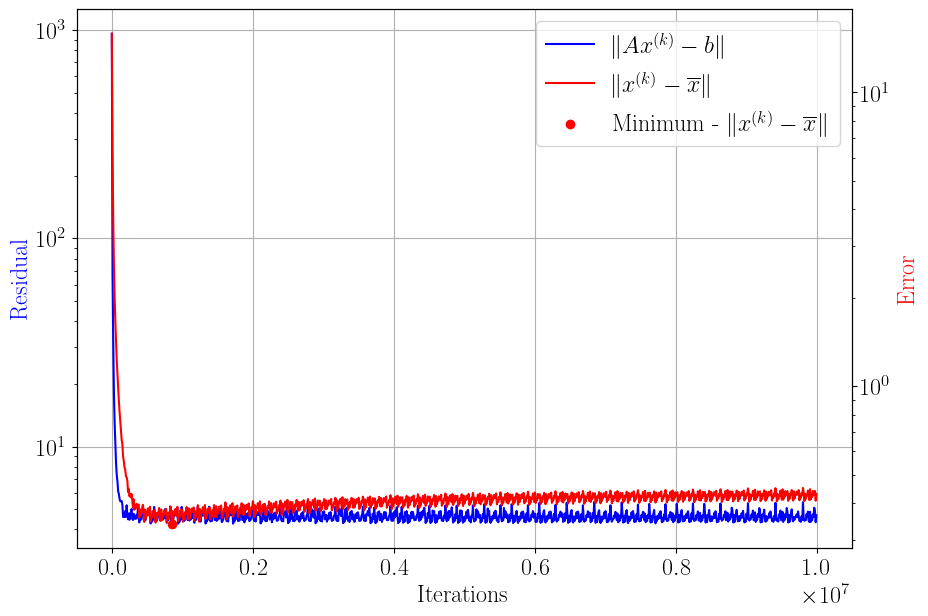 10³
10²
10¹
Residual
‖Ax⁽ᵏ⁾ − b‖
‖x⁽ᵏ⁾ − x̅‖
Minimum - ‖x⁽ᵏ⁾ − x̅‖
10¹
10⁰
Error
0.0 0.2 0.4 0.6 0.8 1.0
Iterations
×10⁷